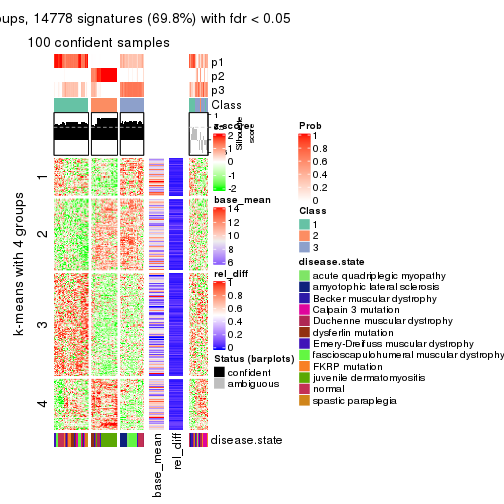 oups, 14778 signatures (69.8%) with fdr < 0.05
100 confident samples
p1
p2
p3
Class
1
Silhouette
score
z-score
2
1
0
-1
-2
base_mean
14
12
10
8
6
rel_diff
1
0.8
0.6
0.4
0.2
0
Status (barplots)
confident
ambiguous
Prob
1
0.8
0.6
0.4
0.2
0
Class
1
2
3
disease.state
acute quadriplegic myopathy
amyotophic lateral sclerosis
Becker muscular dystrophy
Calpain 3 mutation
Duchenne muscular dystrophy
dysferlin mutation
Emery-Dreifuss muscular dystrophy
fascioscapulohumeral muscular dystrophy
FKRP mutation
juvenile dermatomyositis
normal
spastic paraplegia
k-means with 4 groups
1
2
3
4
disease.state
base_mean
rel_diff